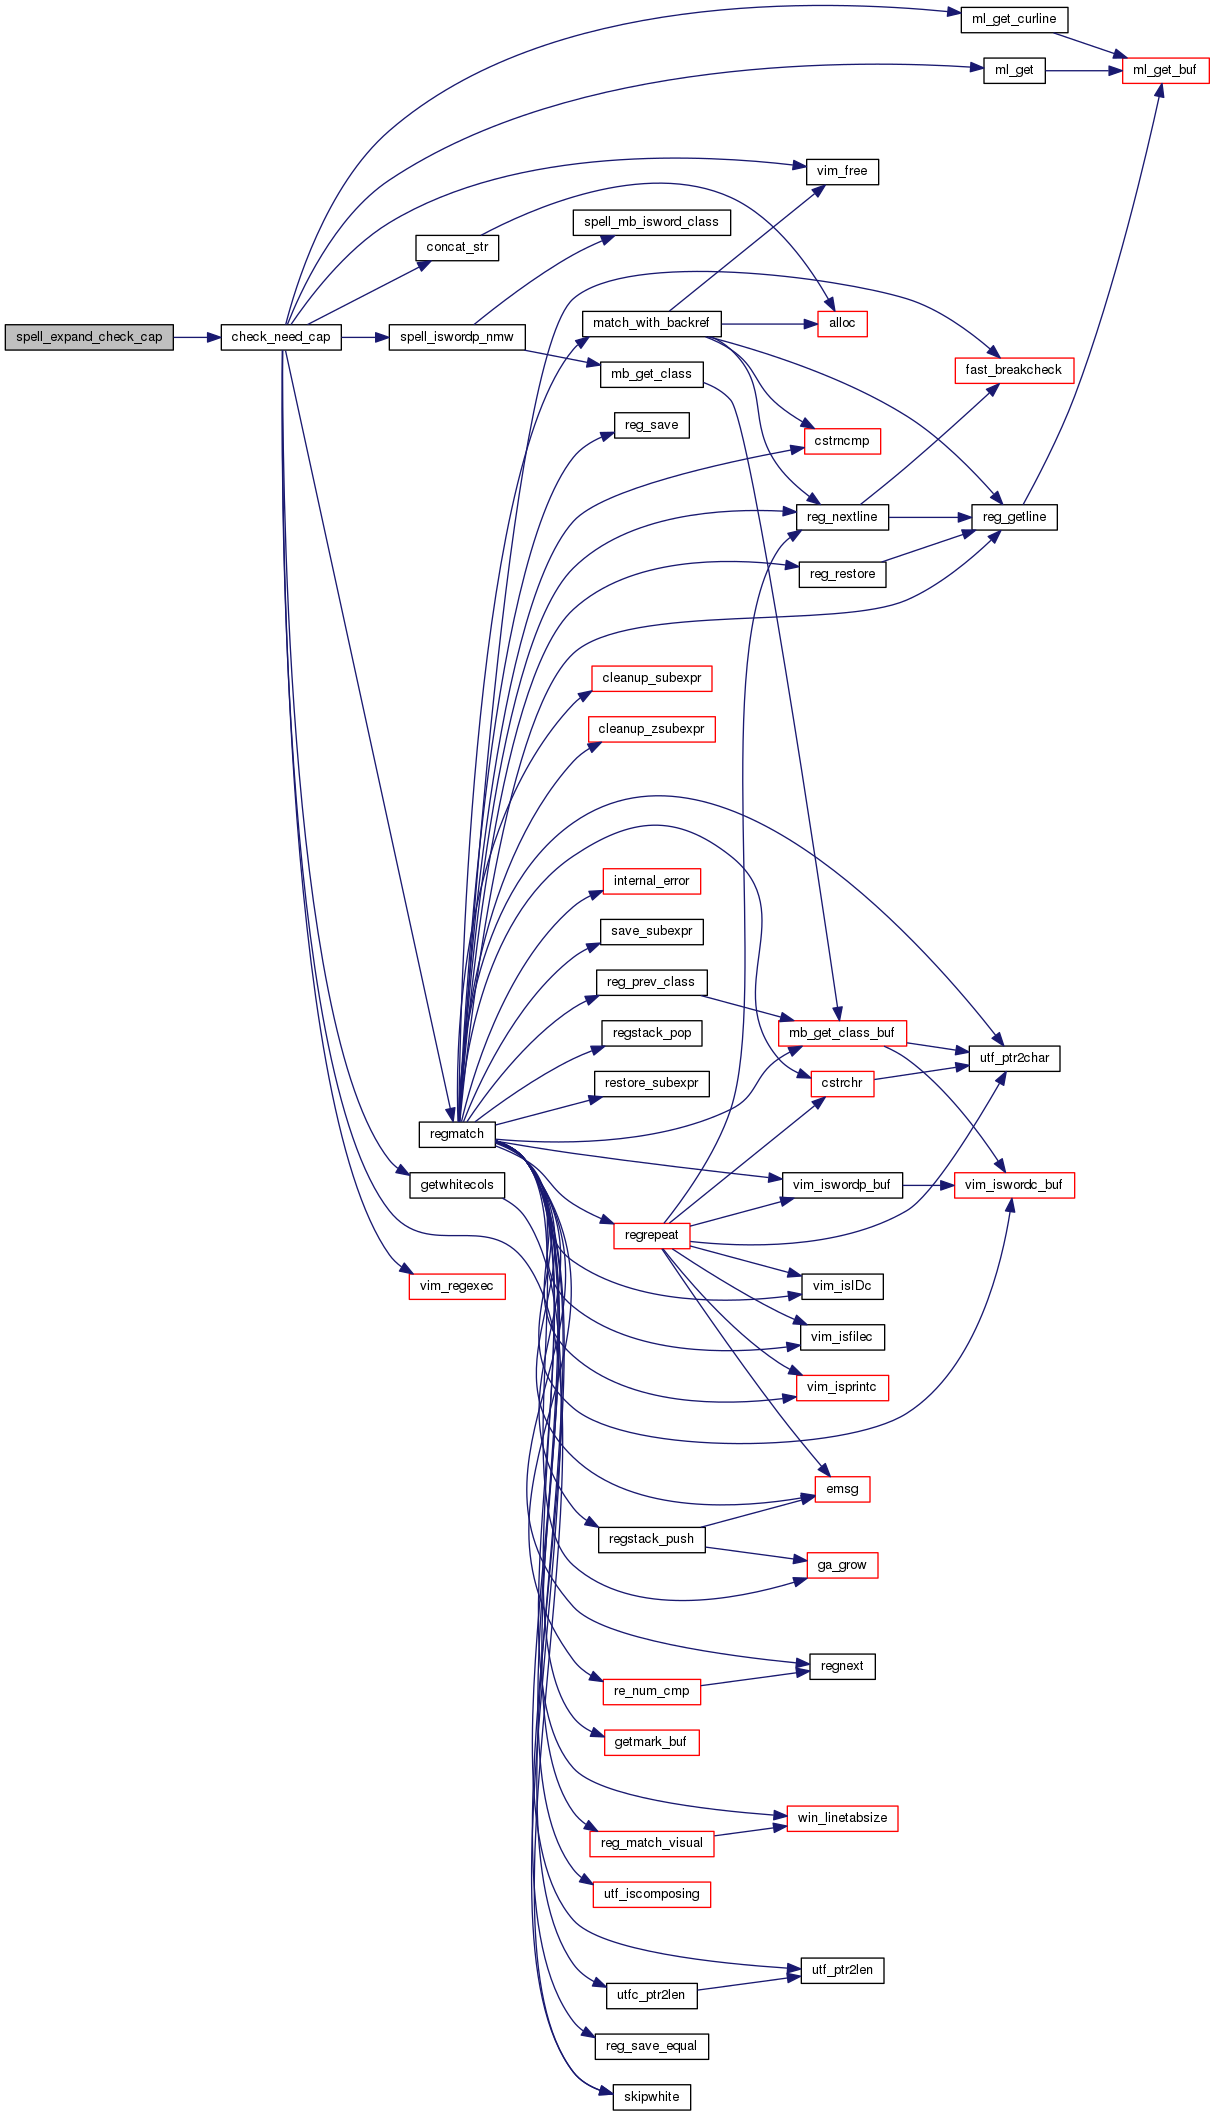 ml_get_curline
ml_get
ml_get_buf
vim_free
spell_mb_isword_class
concat_str
match_with_backref
alloc
spell_expand_check_cap
check_need_cap
spell_iswordp_nmw
mb_get_class
fast_breakcheck
reg_save
cstrncmp
reg_nextline
reg_getline
reg_restore
cleanup_subexpr
cleanup_zsubexpr
internal_error
save_subexpr
reg_prev_class
regstack_pop
mb_get_class_buf
utf_ptr2char
restore_subexpr
cstrchr
regmatch
getwhitecols
vim_iswordp_buf
vim_iswordc_buf
regrepeat
vim_regexec
vim_isIDc
vim_isfilec
vim_isprintc
emsg
regstack_push
ga_grow
regnext
re_num_cmp
getmark_buf
win_linetabsize
reg_match_visual
utf_iscomposing
utf_ptr2len
utfc_ptr2len
reg_save_equal
skipwhite